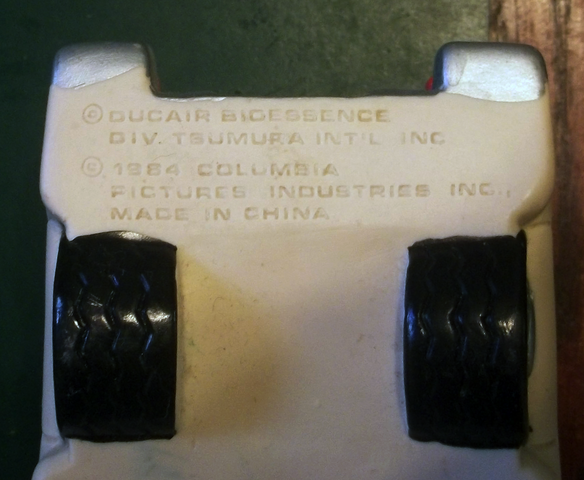 © DUCAIR BIOESSENCE
DIV. TSUMURA INT'L INC
© 1984 COLUMBIA
PICTURES INDUSTRIES INC.,
MADE IN CHINA